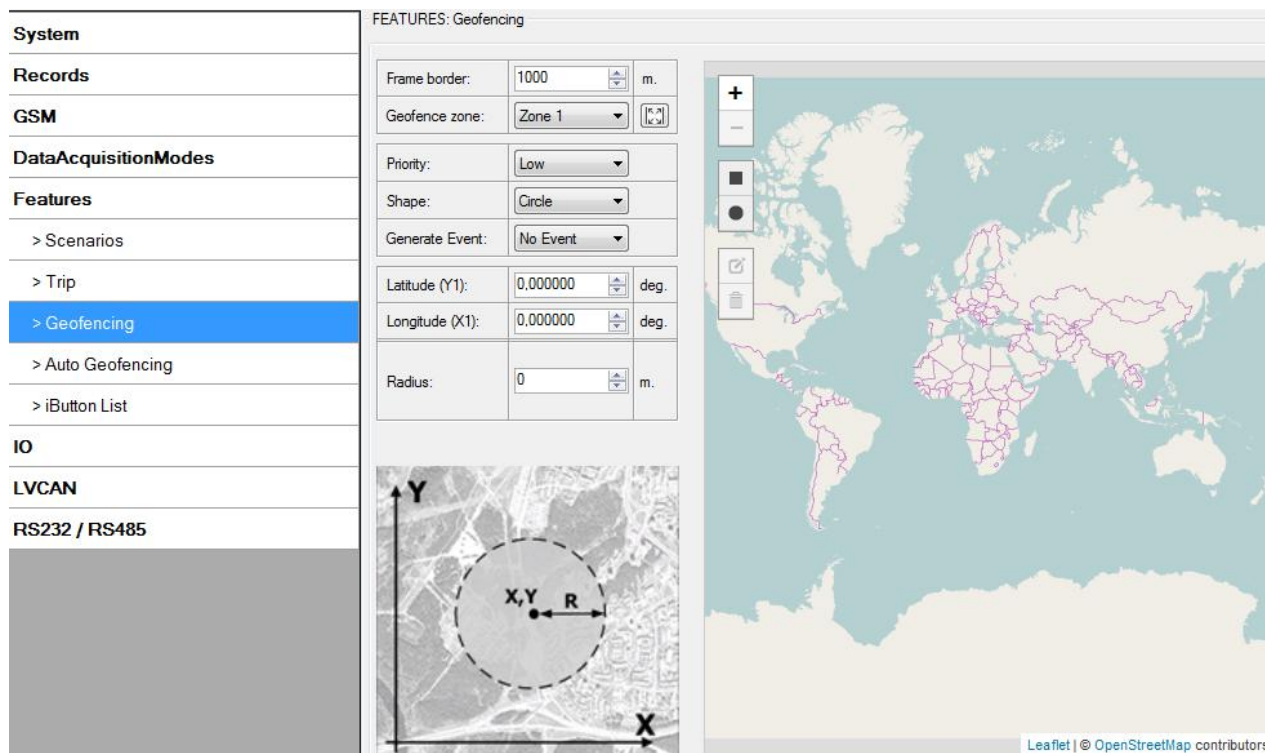 System
Records
GSM
DataAcquisitionModes
Features
> Scenarios
> Trip
> Geofencing
> Auto Geofencing
> iButton List
IO
LVCAN
RS232 / RS485
FEATURES: Geofencing
Frame border: 1000 m.
Geofence zone: Zone 1
Priority: Low
Shape: Circle
Generate Event: No Event
Latitude (Y1): 0,000000 deg.
Longitude (X1): 0,000000 deg.
Radius: 0 m.
Y
X,Y R
X
+
−
Leaflet | © OpenStreetMap contributors